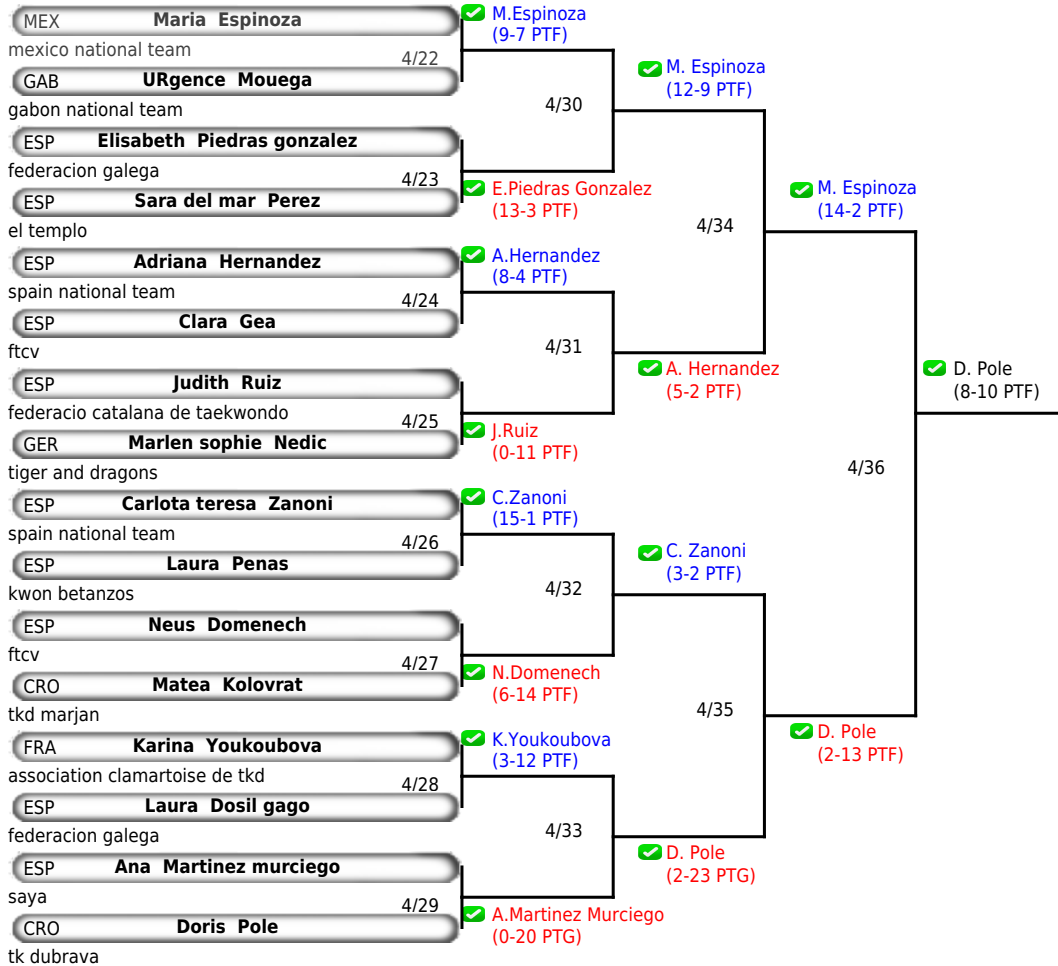 MEX Maria Espinoza
mexico national team
4/22
GAB URgence Mouega
gabon national team
ESP Elisabeth Piedras gonzalez
federacion galega
4/23
ESP Sara del mar Perez
el templo
ESP Adriana Hernandez
spain national team
4/24
ESP Clara Gea
ftcv
ESP Judith Ruiz
federacio catalana de taekwondo
4/25
GER Marlen sophie Nedic
tiger and dragons
ESP Carlota teresa Zanoni
spain national team
4/26
ESP Laura Penas
kwon betanzos
ESP Neus Domenech
ftcv
4/27
CRO Matea Kolovrat
tkd marjan
FRA Karina Youkoubova
association clamartoise de tkd
4/28
ESP Laura Dosil gago
federacion galega
ESP Ana Martinez murciego
saya
4/29
CRO Doris Pole
tk dubrava
M.Espinoza
(9-7 PTF)
4/30
E.Piedras Gonzalez
(13-3 PTF)
A.Hernandez
(8-4 PTF)
4/31
J.Ruiz
(0-11 PTF)
C.Zanoni
(15-1 PTF)
4/32
N.Domenech
(6-14 PTF)
K.Youkoubova
(3-12 PTF)
4/33
A.Martinez Murciego
(0-20 PTG)
M. Espinoza
(12-9 PTF)
4/34
A. Hernandez
(5-2 PTF)
C. Zanoni
(3-2 PTF)
4/35
D. Pole
(2-23 PTG)
M. Espinoza
(14-2 PTF)
4/36
D. Pole
(2-13 PTF)
D. Pole
(8-10 PTF)